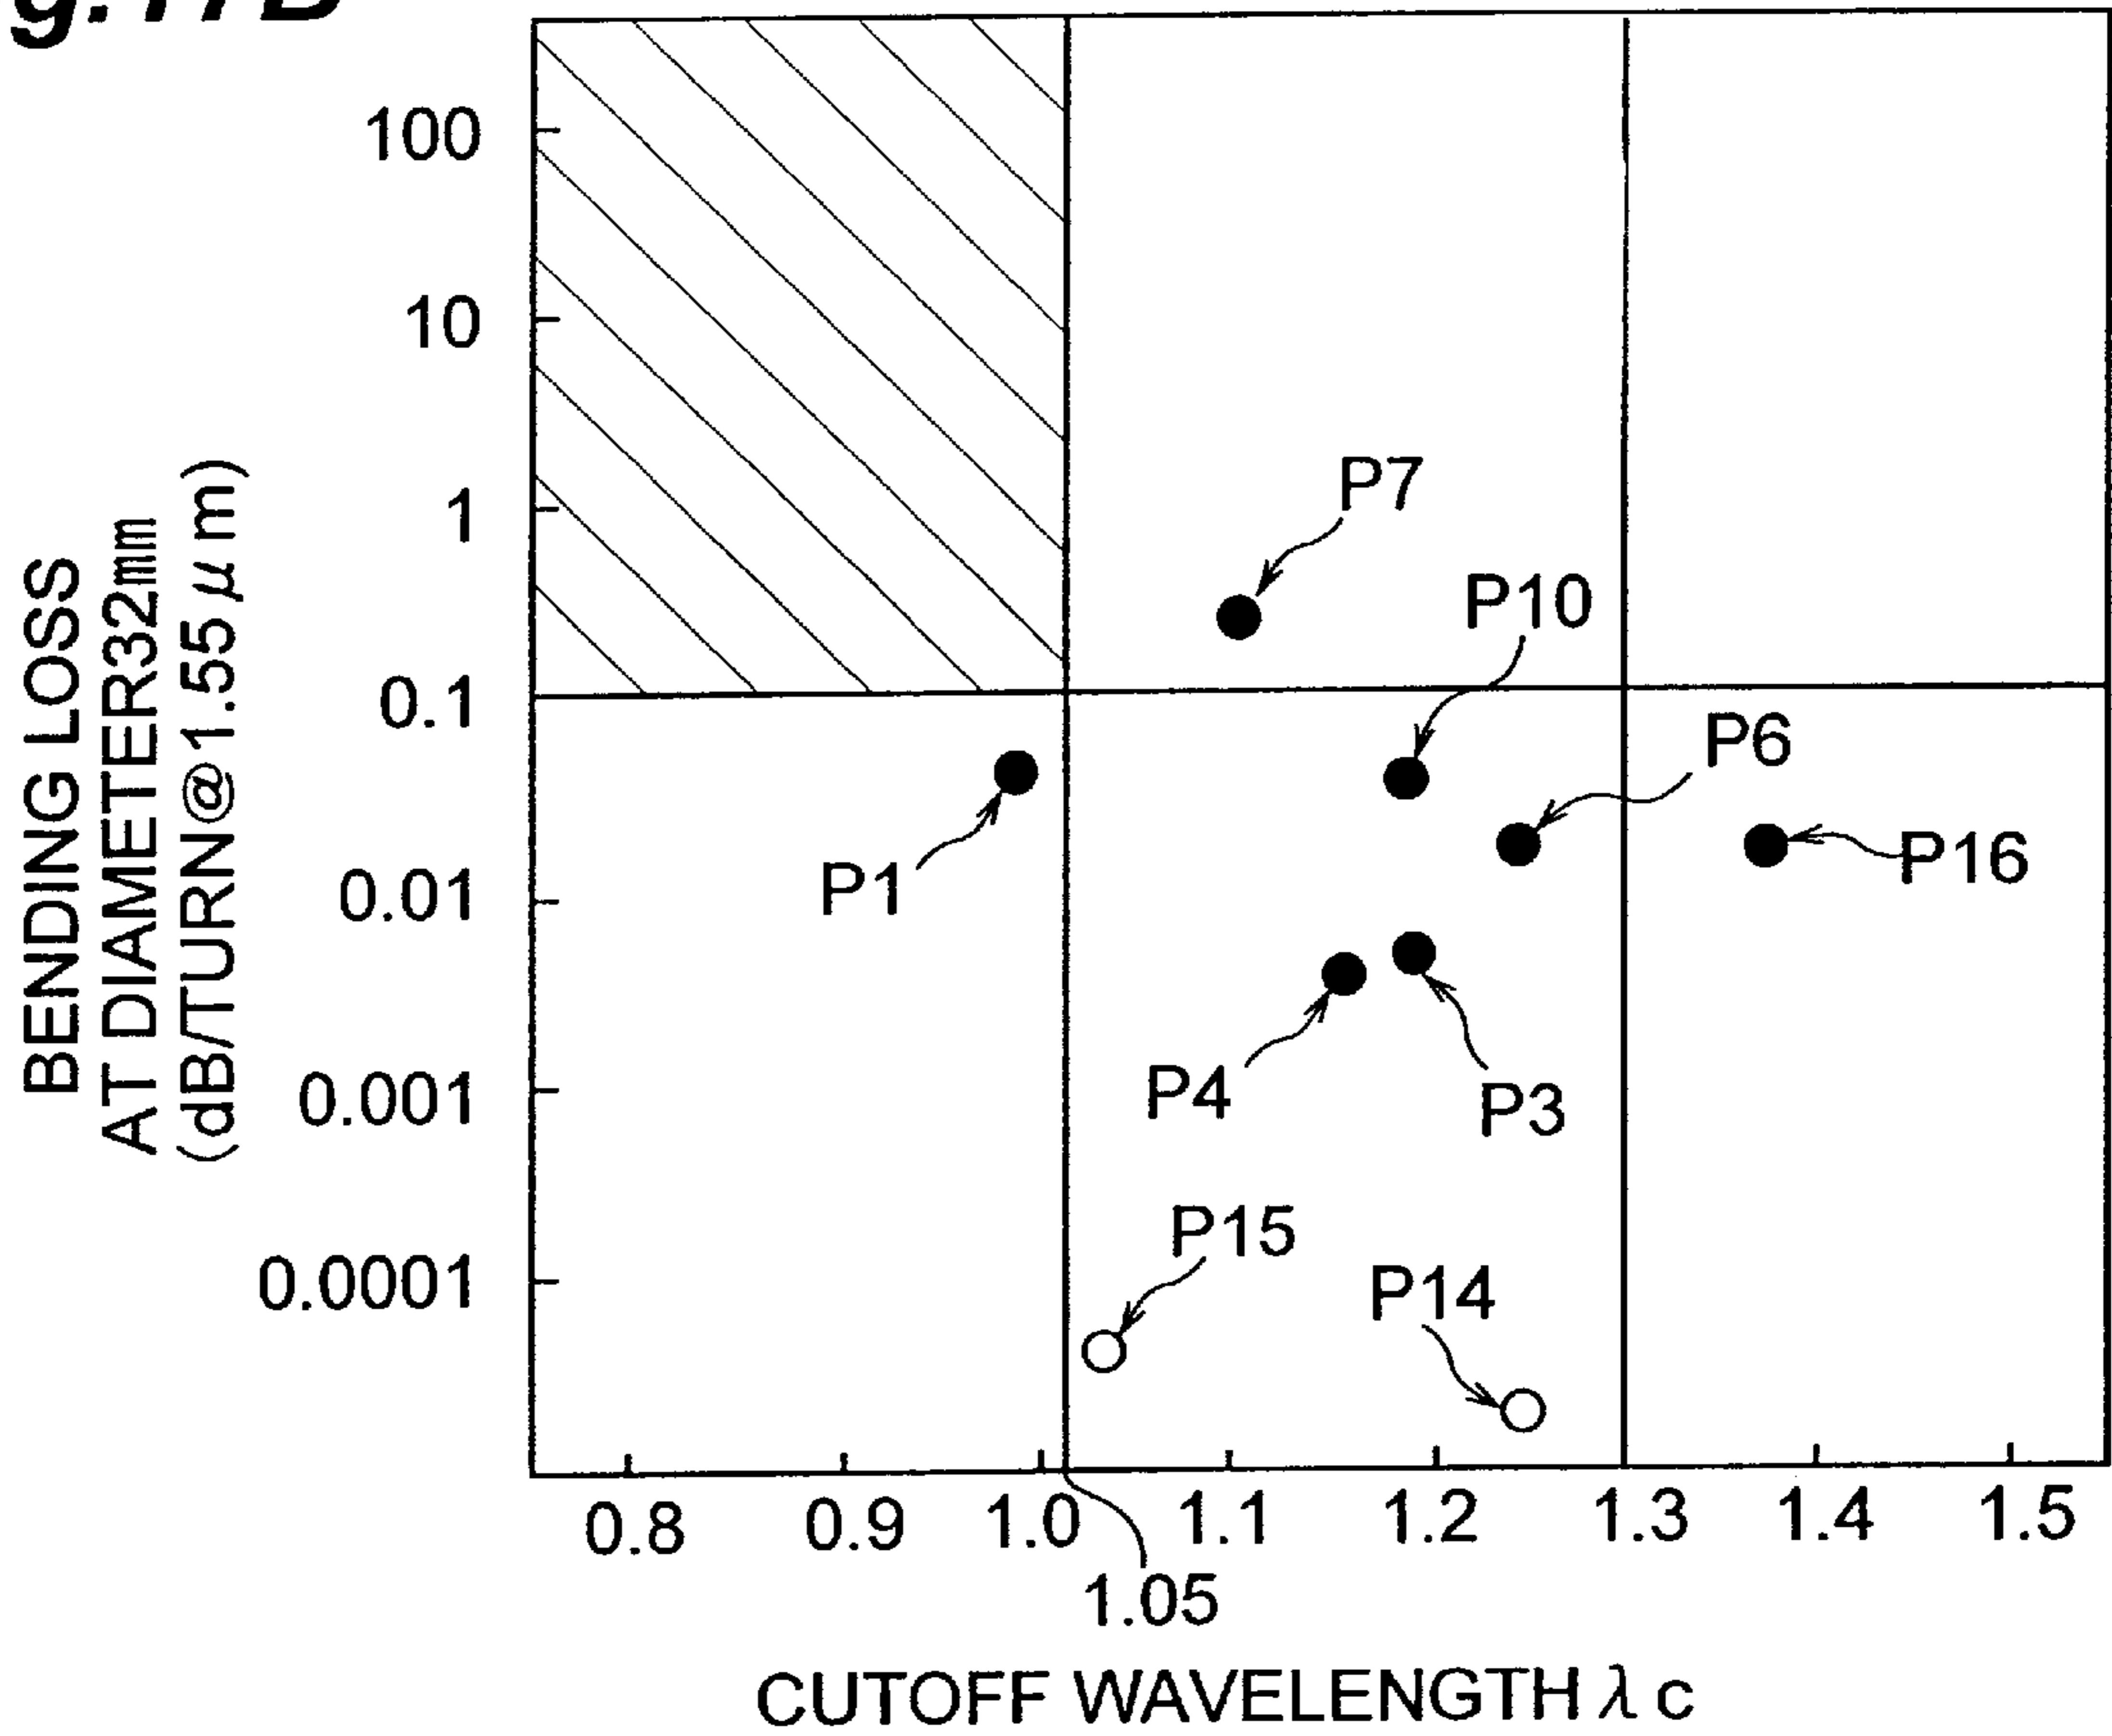 g.17B
100
10
1
0.1
0.01
0.001
0.0001
BENDING LOSS
AT DIAMETER32mm
(dB/TURN@1.55μm)
P7
P10
P6
P1
P16
P4
P3
P15
P14
0.8 0.9 1.0 1.1 1.2 1.3 1.4 1.5
1.05
CUTOFF WAVELENGTH λc